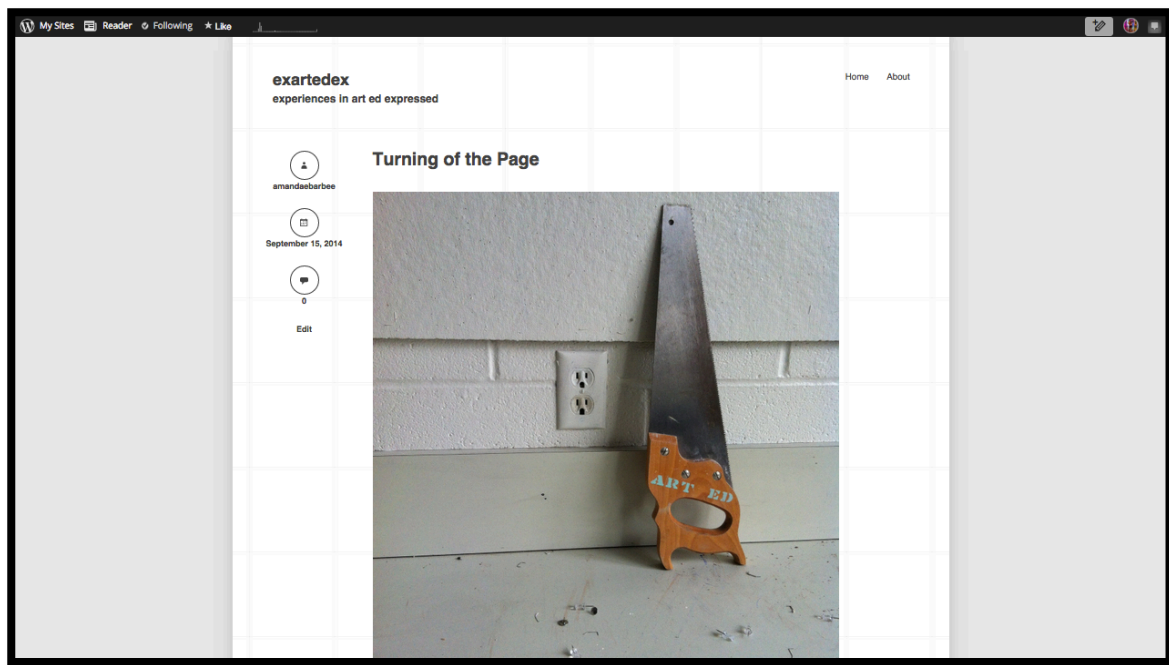 My Sites Reader Following Like
exartedex
experiences in art ed expressed
Home About
amandaebarbee
September 15, 2014
0
Edit
Turning of the Page
ART ED